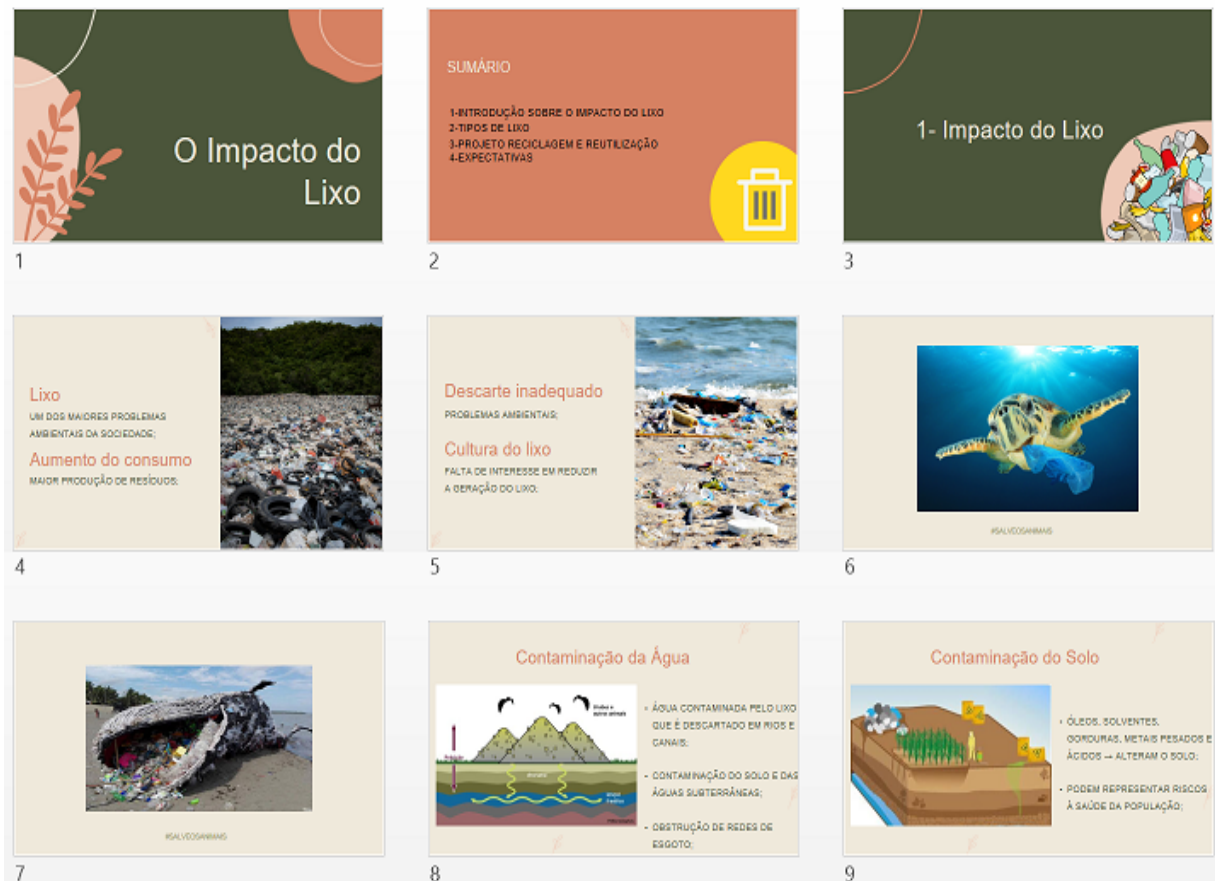 O Impacto do
Lixo
1
SUMÁRIO
1-INTRODUÇÃO SOBRE O IMPACTO DO LIXO
2-TIPOS DE LIXO
3-PROJETO RECICLAGEM E REUTILIZAÇÃO
4-EXPECTATIVAS
2
1- Impacto do Lixo
3
Lixo
UM DOS MAIORES PROBLEMAS
AMBIENTAIS DA SOCIEDADE;
Aumento do consumo
MAIOR PRODUÇÃO DE RESÍDUOS;
4
Descarte inadequado
PROBLEMAS AMBIENTAIS;
Cultura do lixo
FALTA DE INTERESSE EM REDUZIR
A GERAÇÃO DO LIXO;
5
#SALVEOSANIMAIS
6
#SALVEOSANIMAIS
7
Contaminação da Água
- ÁGUA CONTAMINADA PELO LIXO
QUE É DESCARTADO EM RIOS E
CANAIS;
- CONTAMINAÇÃO DO SOLO E DAS
ÁGUAS SUBTERRÂNEAS;
- OBSTRUÇÃO DE REDES DE
ESGOTO;
8
Contaminação do Solo
- ÓLEOS, SOLVENTES,
GORDURAS, METAIS PESADOS E
ÁCIDOS → ALTERAM O SOLO;
- PODEM REPRESENTAR RISCOS
À SAÚDE DA POPULAÇÃO;
9